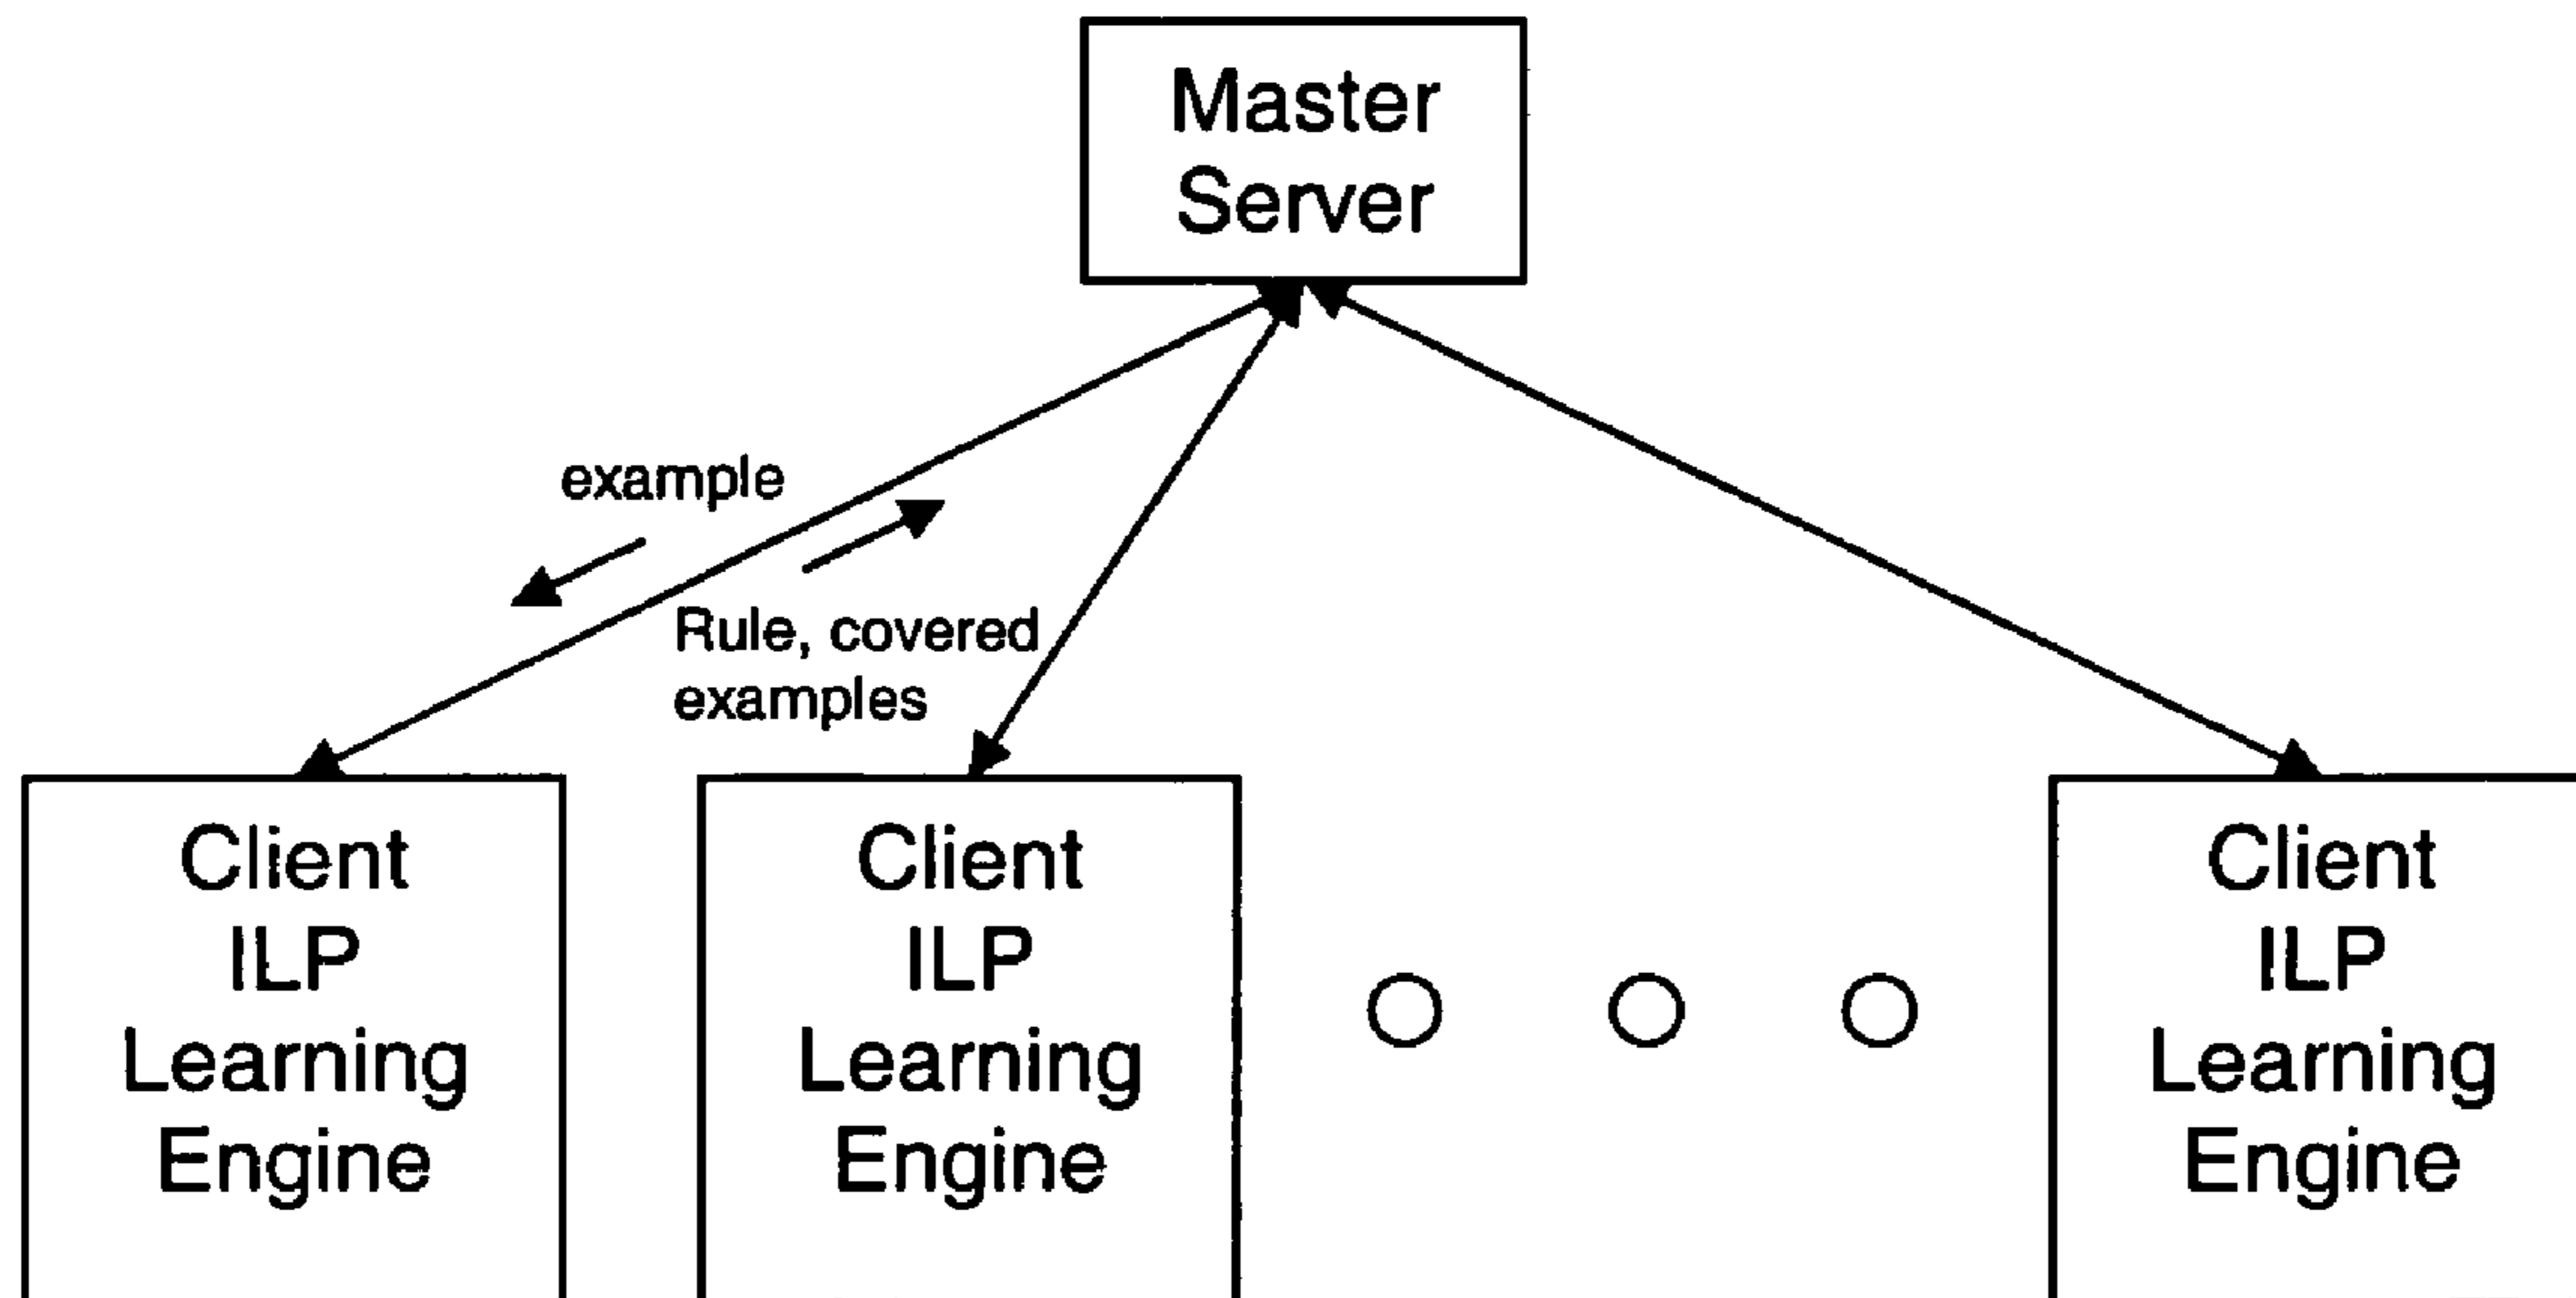 Master
Server
example
Rule, covered
examples
Client
ILP
Learning
Engine
Client
ILP
Learning
Engine
Client
ILP
Learning
Engine